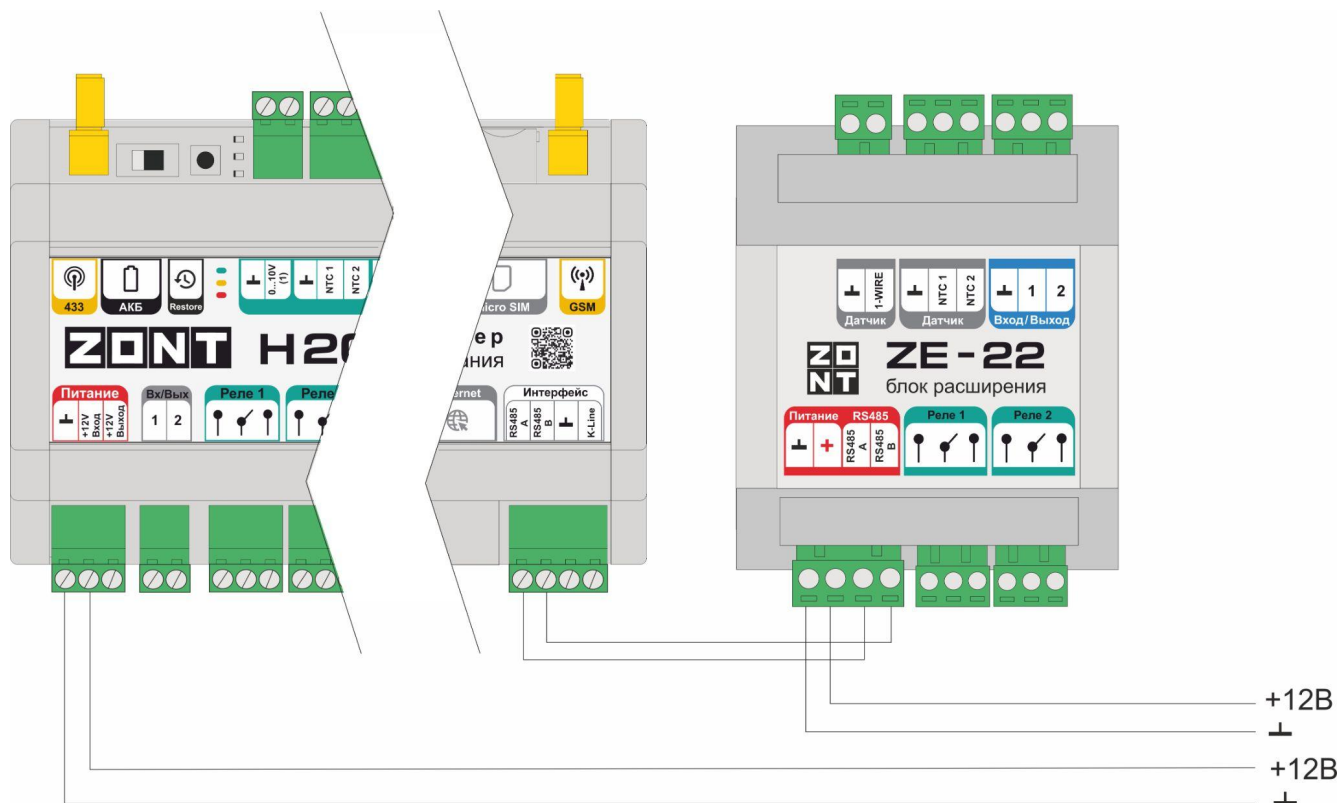 433
АКБ
Restore
⊥
0...10V
(1)
⊥
NTC 1
NTC 2
icro SIM
GSM
ZONT H20
ер
ания
Питание
⊥
+12V
Вход
+12V
Выход
Вх/Вых
1 2
Реле 1
Реле
ernet
Интерфейс
RS485
A
RS485
B
⊥
K-Line
⊥
1-WIRE
Датчик
⊥
NTC 1
NTC 2
Датчик
⊥ 1 2
Вход/Выход
ZONT
ZE-22
блок расширения
Питание RS485
⊥ +
RS485
A
RS485
B
Реле 1
Реле 2
+12В
⊥
+12В
⊥